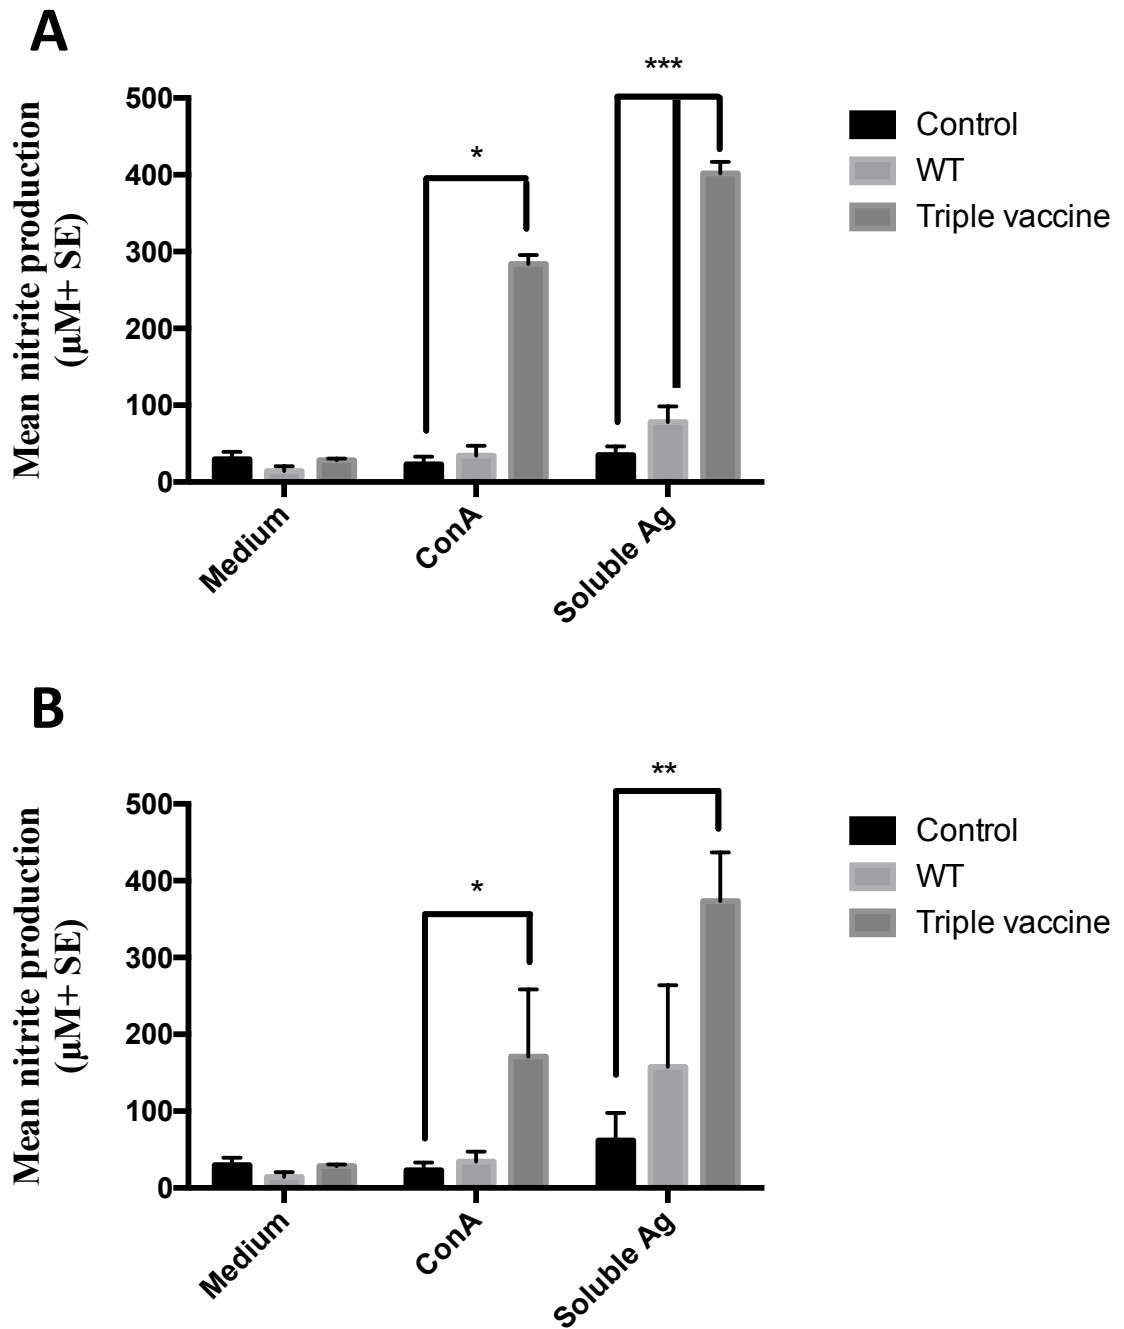 A
***
500
400
300
200
100
0
Mean nitrite production
(μM+ SE)
*
Control
WT
Triple vaccine
Medium
ConA
Soluble Ag
B
**
500
400
300
200
100
0
Mean nitrite production
(μM+ SE)
*
Control
WT
Triple vaccine
Medium
ConA
Soluble Ag